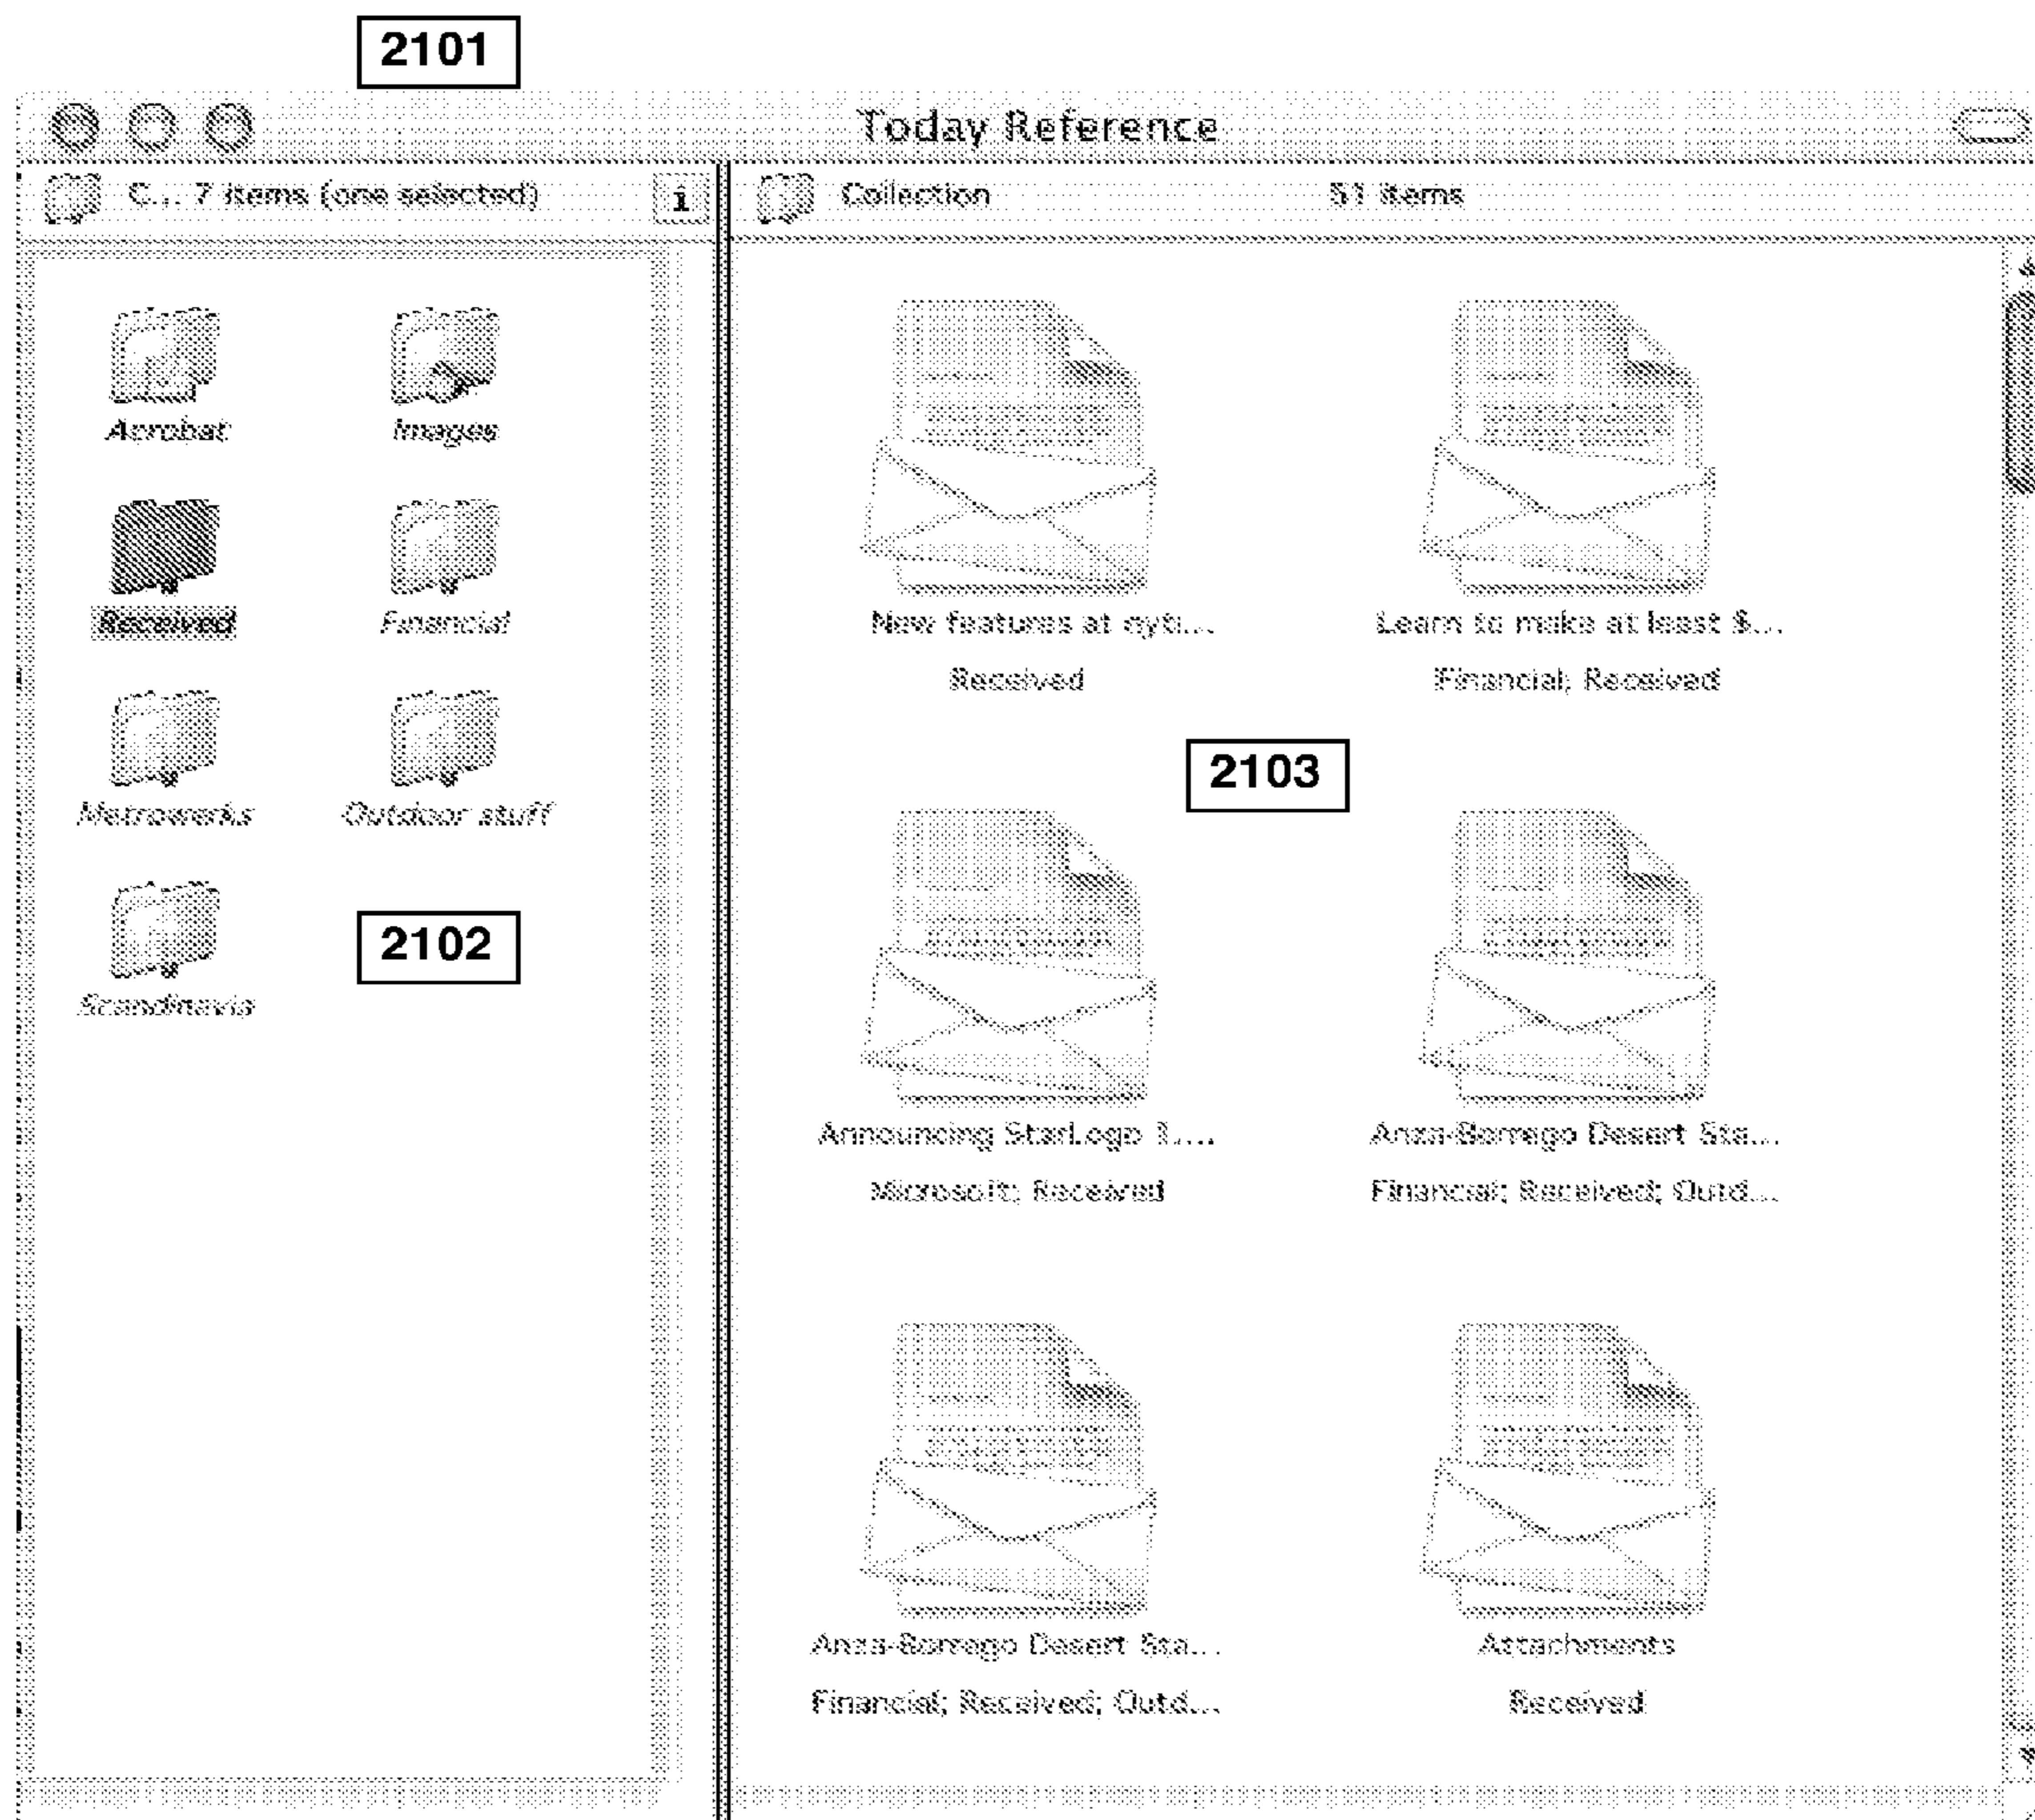 2101
Today Reference
C... 7 items (one selected) i
Collection 51 items
Acrobat Images
Received Financial
Metrowerks Outdoor stuff
Scandinavia
2102
New features at nyti... Learn to make at least $...
Received Financial; Received
2103
Announcing StarLogo 1.... Anza-Borrego Desert Sta...
Microsoft; Received Financial; Received; Outd...
Anza-Borrego Desert Sta... Attachments
Financial; Received; Outd... Received